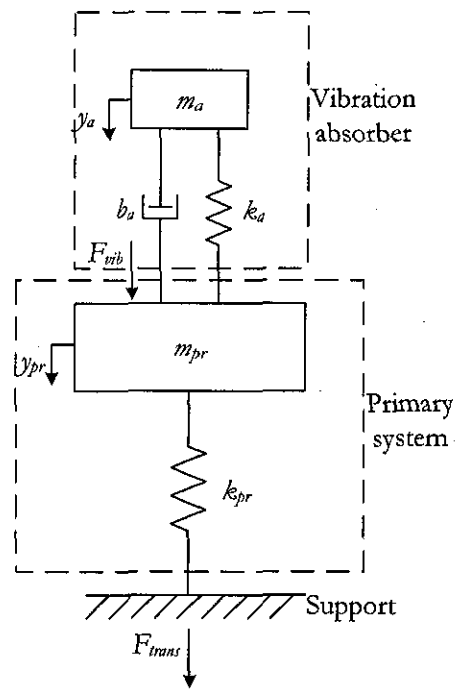 m_a
y_a
Vibration
absorber
b_a
k_a
F_vib
m_pr
y_pr
Primary
system
k_pr
Support
F_trans